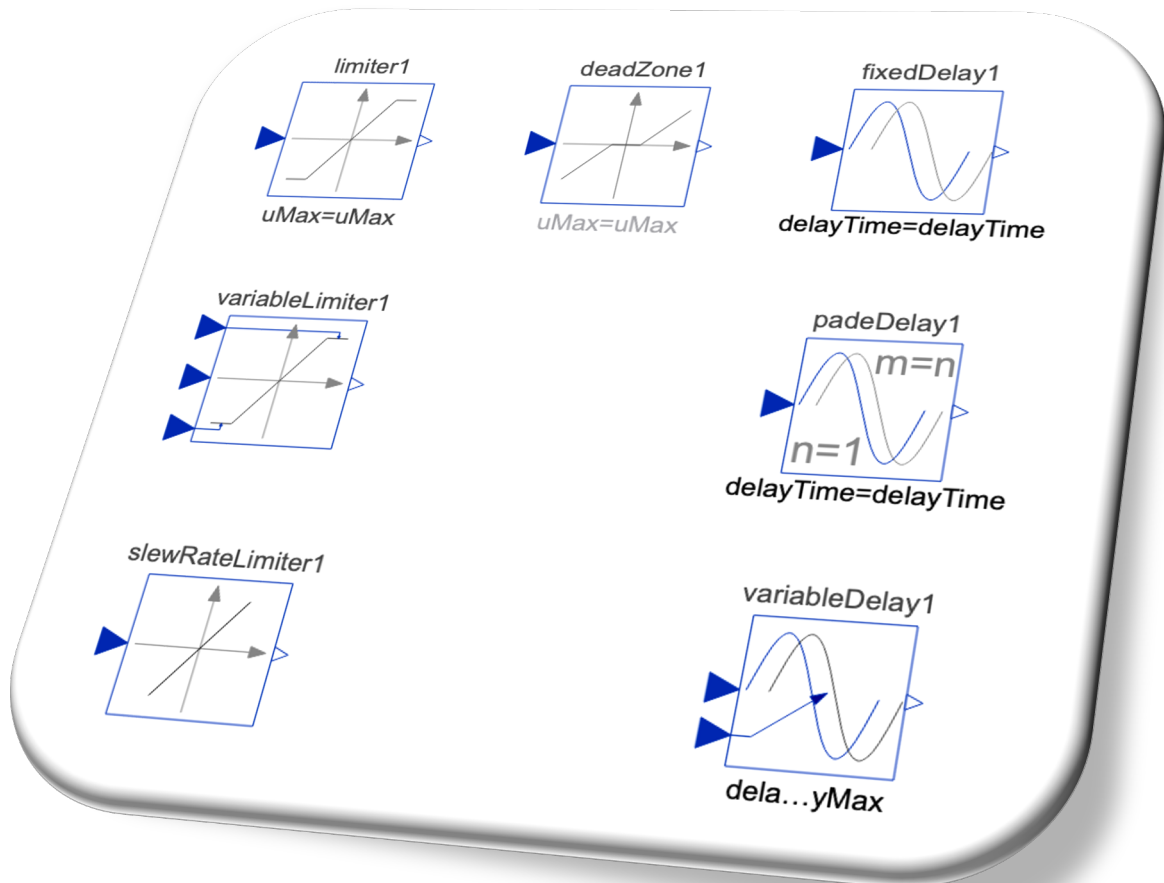 limiter1
deadZone1
fixedDelay1
uMax=uMax
uMax=uMax
delayTime=delayTime
variableLimiter1
padeDelay1
m=n
n=1
delayTime=delayTime
slewRateLimiter1
variableDelay1
dela...yMax